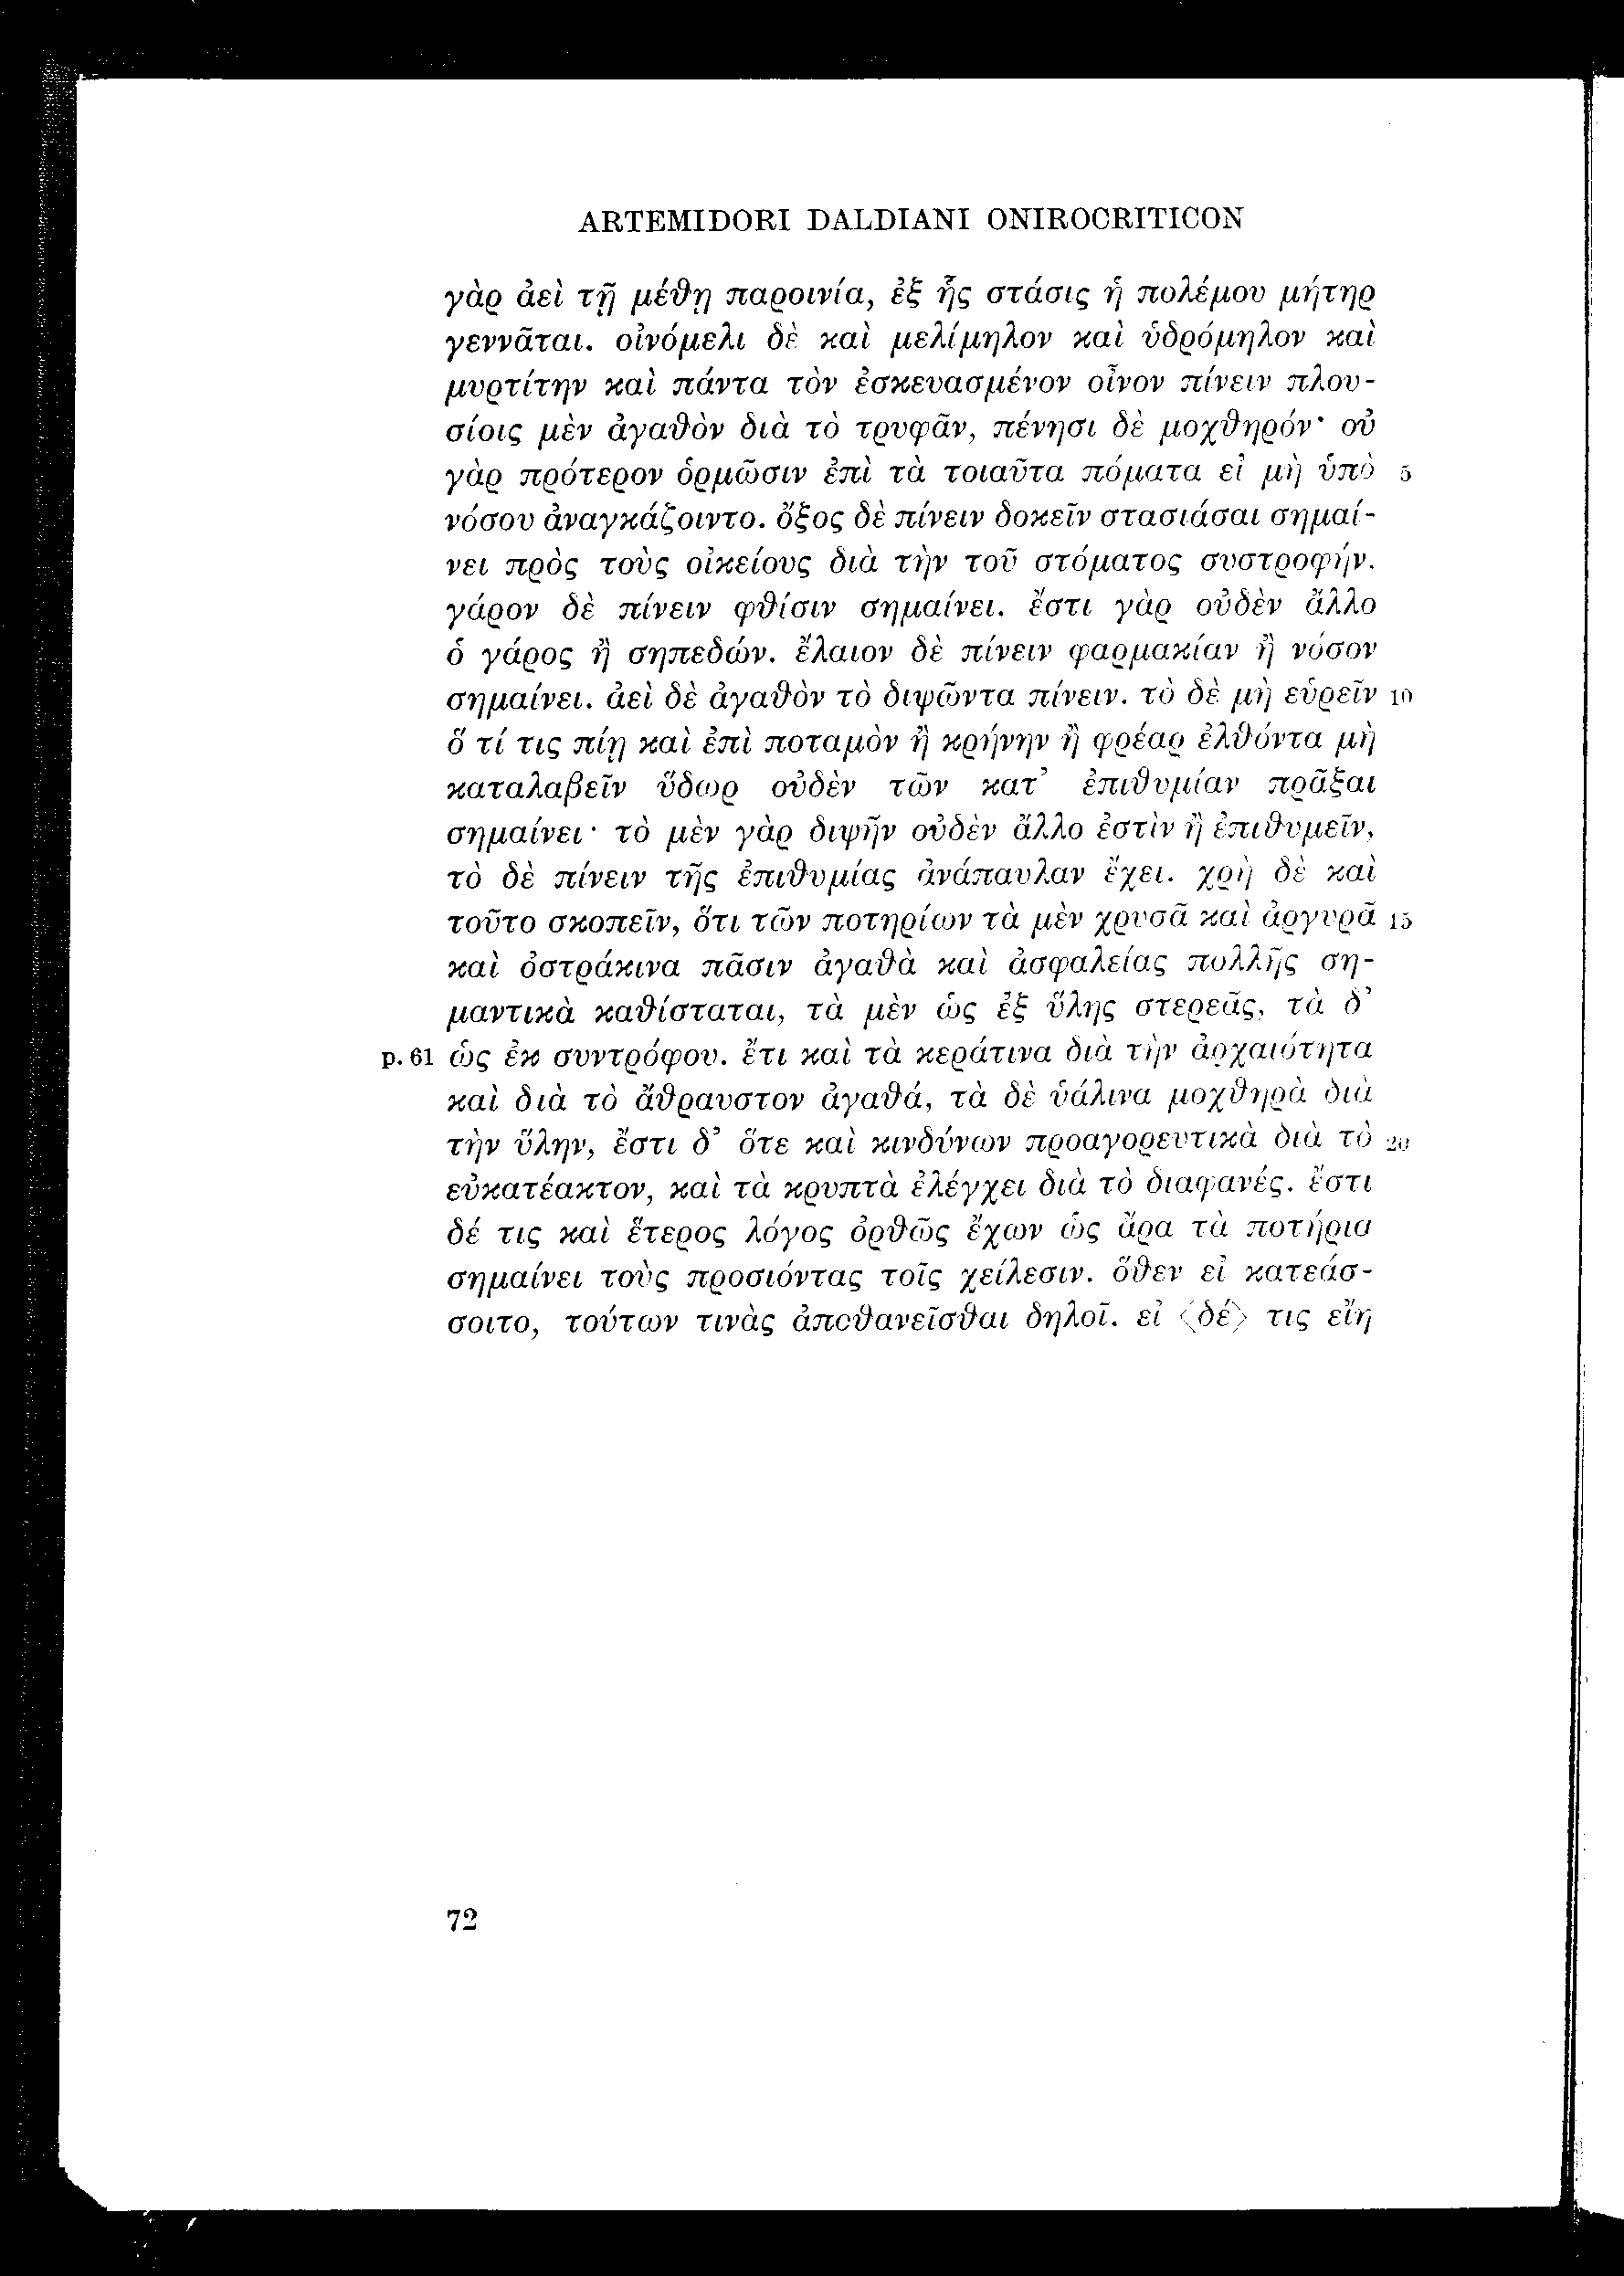 ARTEMIDORI DALDIANI ONIROCRITICON
γὰρ ἀεὶ τῇ μέθῃ παροινία, ἐξ ἧς στάσις ἡ πολέμου μήτηρ
γεννᾶται. οἰνόμελι δὲ καὶ μελίμηλον καὶ ὑδρόμηλον καὶ
μυρτίτην καὶ πάντα τὸν ἐσκευασμένον οἶνον πίνειν πλου-
σίοις μὲν ἀγαθὸν διὰ τὸ τρυφᾶν, πένησι δὲ μοχθηρόν· οὐ
γὰρ πρότερον ὁρμῶσιν ἐπὶ τὰ τοιαῦτα πόματα εἰ μὴ ὑπὸ 5
νόσου ἀναγκάζοιντο. ὄξος δὲ πίνειν δοκεῖν στασιάσαι σημαί-
νει πρὸς τοὺς οἰκείους διὰ τὴν τοῦ στόματος συστροφήν.
γάρον δὲ πίνειν φθίσιν σημαίνει. ἔστι γὰρ οὐδὲν ἄλλο
ὁ γάρος ἢ σηπεδών. ἔλαιον δὲ πίνειν φαρμακίαν ἢ νόσον
σημαίνει. ἀεὶ δὲ ἀγαθὸν τὸ διψῶντα πίνειν. τὸ δὲ μὴ εὑρεῖν 10
ὅ τί τις πίῃ καὶ ἐπὶ ποταμὸν ἢ κρήνην ἢ φρέαρ ἐλθόντα μὴ
καταλαβεῖν ὕδωρ οὐδὲν τῶν κατ’ ἐπιθυμίαν πρᾶξαι
σημαίνει· τὸ μὲν γὰρ διψῆν οὐδὲν ἄλλο ἐστὶν ἢ ἐπιθυμεῖν,
τὸ δὲ πίνειν τῆς ἐπιθυμίας ἀνάπαυλαν ἔχει. χρὴ δὲ καὶ
τοῦτο σκοπεῖν, ὅτι τῶν ποτηρίων τὰ μὲν χρυσᾶ καὶ ἀργυρᾶ 15
καὶ ὀστράκινα πᾶσιν ἀγαθὰ καὶ ἀσφαλείας πολλῆς ση-
μαντικὰ καθίσταται, τὰ μὲν ὡς ἐξ ὕλης στερεᾶς, τὰ δ’
p. 61 ὡς ἐκ συντρόφου. ἔτι καὶ τὰ κεράτινα διὰ τὴν ἀρχαιότητα
καὶ διὰ τὸ ἄθραυστον ἀγαθά, τὰ δὲ ὑάλινα μοχθηρὰ διὰ
τὴν ὕλην, ἔστι δ’ ὅτε καὶ κινδύνων προαγορευτικὰ διὰ τὸ 20
εὐκατέακτον, καὶ τὰ κρυπτὰ ἐλέγχει διὰ τὸ διαφανές. ἔστι
δέ τις καὶ ἕτερος λόγος ὀρθῶς ἔχων ὡς ἄρα τὰ ποτήρια
σημαίνει τοὺς προσιόντας τοῖς χείλεσιν. ὅθεν εἰ κατεάσ-
σοιτο, τούτων τινὰς ἀποθανεῖσθαι δηλοῖ. εἰ ⟨δέ⟩ τις εἴη
72